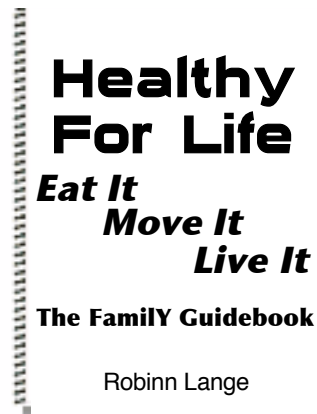 Healthy
For Life
Eat It
Move It
Live It
The FamilY Guidebook
Robinn Lange